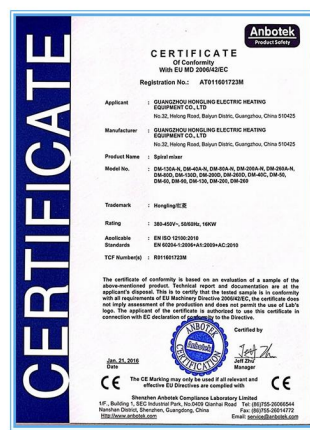 CERTIFICATE
Anbotek
Product Safety
CERTIFICATE
Of Conformity
With EU MD 2006/42/EC
Registration No.: AT011601723M
Applicant : GUANGZHOU HONGLING ELECTRIC HEATING
EQUIPMENT CO., LTD
No.32, Helong Road, Baiyun Distric, Guangzhou, China 510425
Manufacturer : GUANGZHOU HONGLING ELECTRIC HEATING
EQUIPMENT CO., LTD
No.32, Helong Road, Baiyun Distric, Guangzhou, China 510425
Product Name : Spiral mixer
Model No. : DM-130A-N, DM-40A-N, DM-80A-N, DM-200A-N, DM-260A-N,
DM-80D, DM-130D, DM-200D, DM-260D, DM-40C, DM-50,
DM-60, DM-90, DM-130, DM-200, DM-260
Trademark : Hongling/红菱
Rating : 380-450V~, 50/60Hz, 16KW
Applicable : EN ISO 12100:2010
Standards EN 60204-1:2006+A1:2009+AC:2010
TCF Number(s) : R011601723M
The certificate of conformity is based on an evaluation of a sample of the
above-mentioned product. Technical report and documentation are at the
applicant's disposal. This is to certify that the tested sample is in conformity
with all requirements of EU Machinery Directive 2006/42/EC, the certificate does
not imply assessment of the production and does not permit the use of Lab's
logo. The applicant of the certificate is authorized to use this certificate in
connection with EC declaration of conformity to the Directive.
ANBOTEK
CERTIFICATION
Certified by
Jan. 21, 2016
Date
Jeff Zhu
Manager
CE
The CE Marking may only be used if all relevant and
effective EU Directives are complied with
CE
Shenzhen Anbotek Compliance Laboratory Limited
1/F., Building 1, SEC Industrial Park, No.0409 Qianhai Road Tel: (86)755-26066544
Nanshan District, Shenzhen, Guangdong, China Fax: (86)755-26014772
Http://www.anbotek.com Email: service@anbotek.com